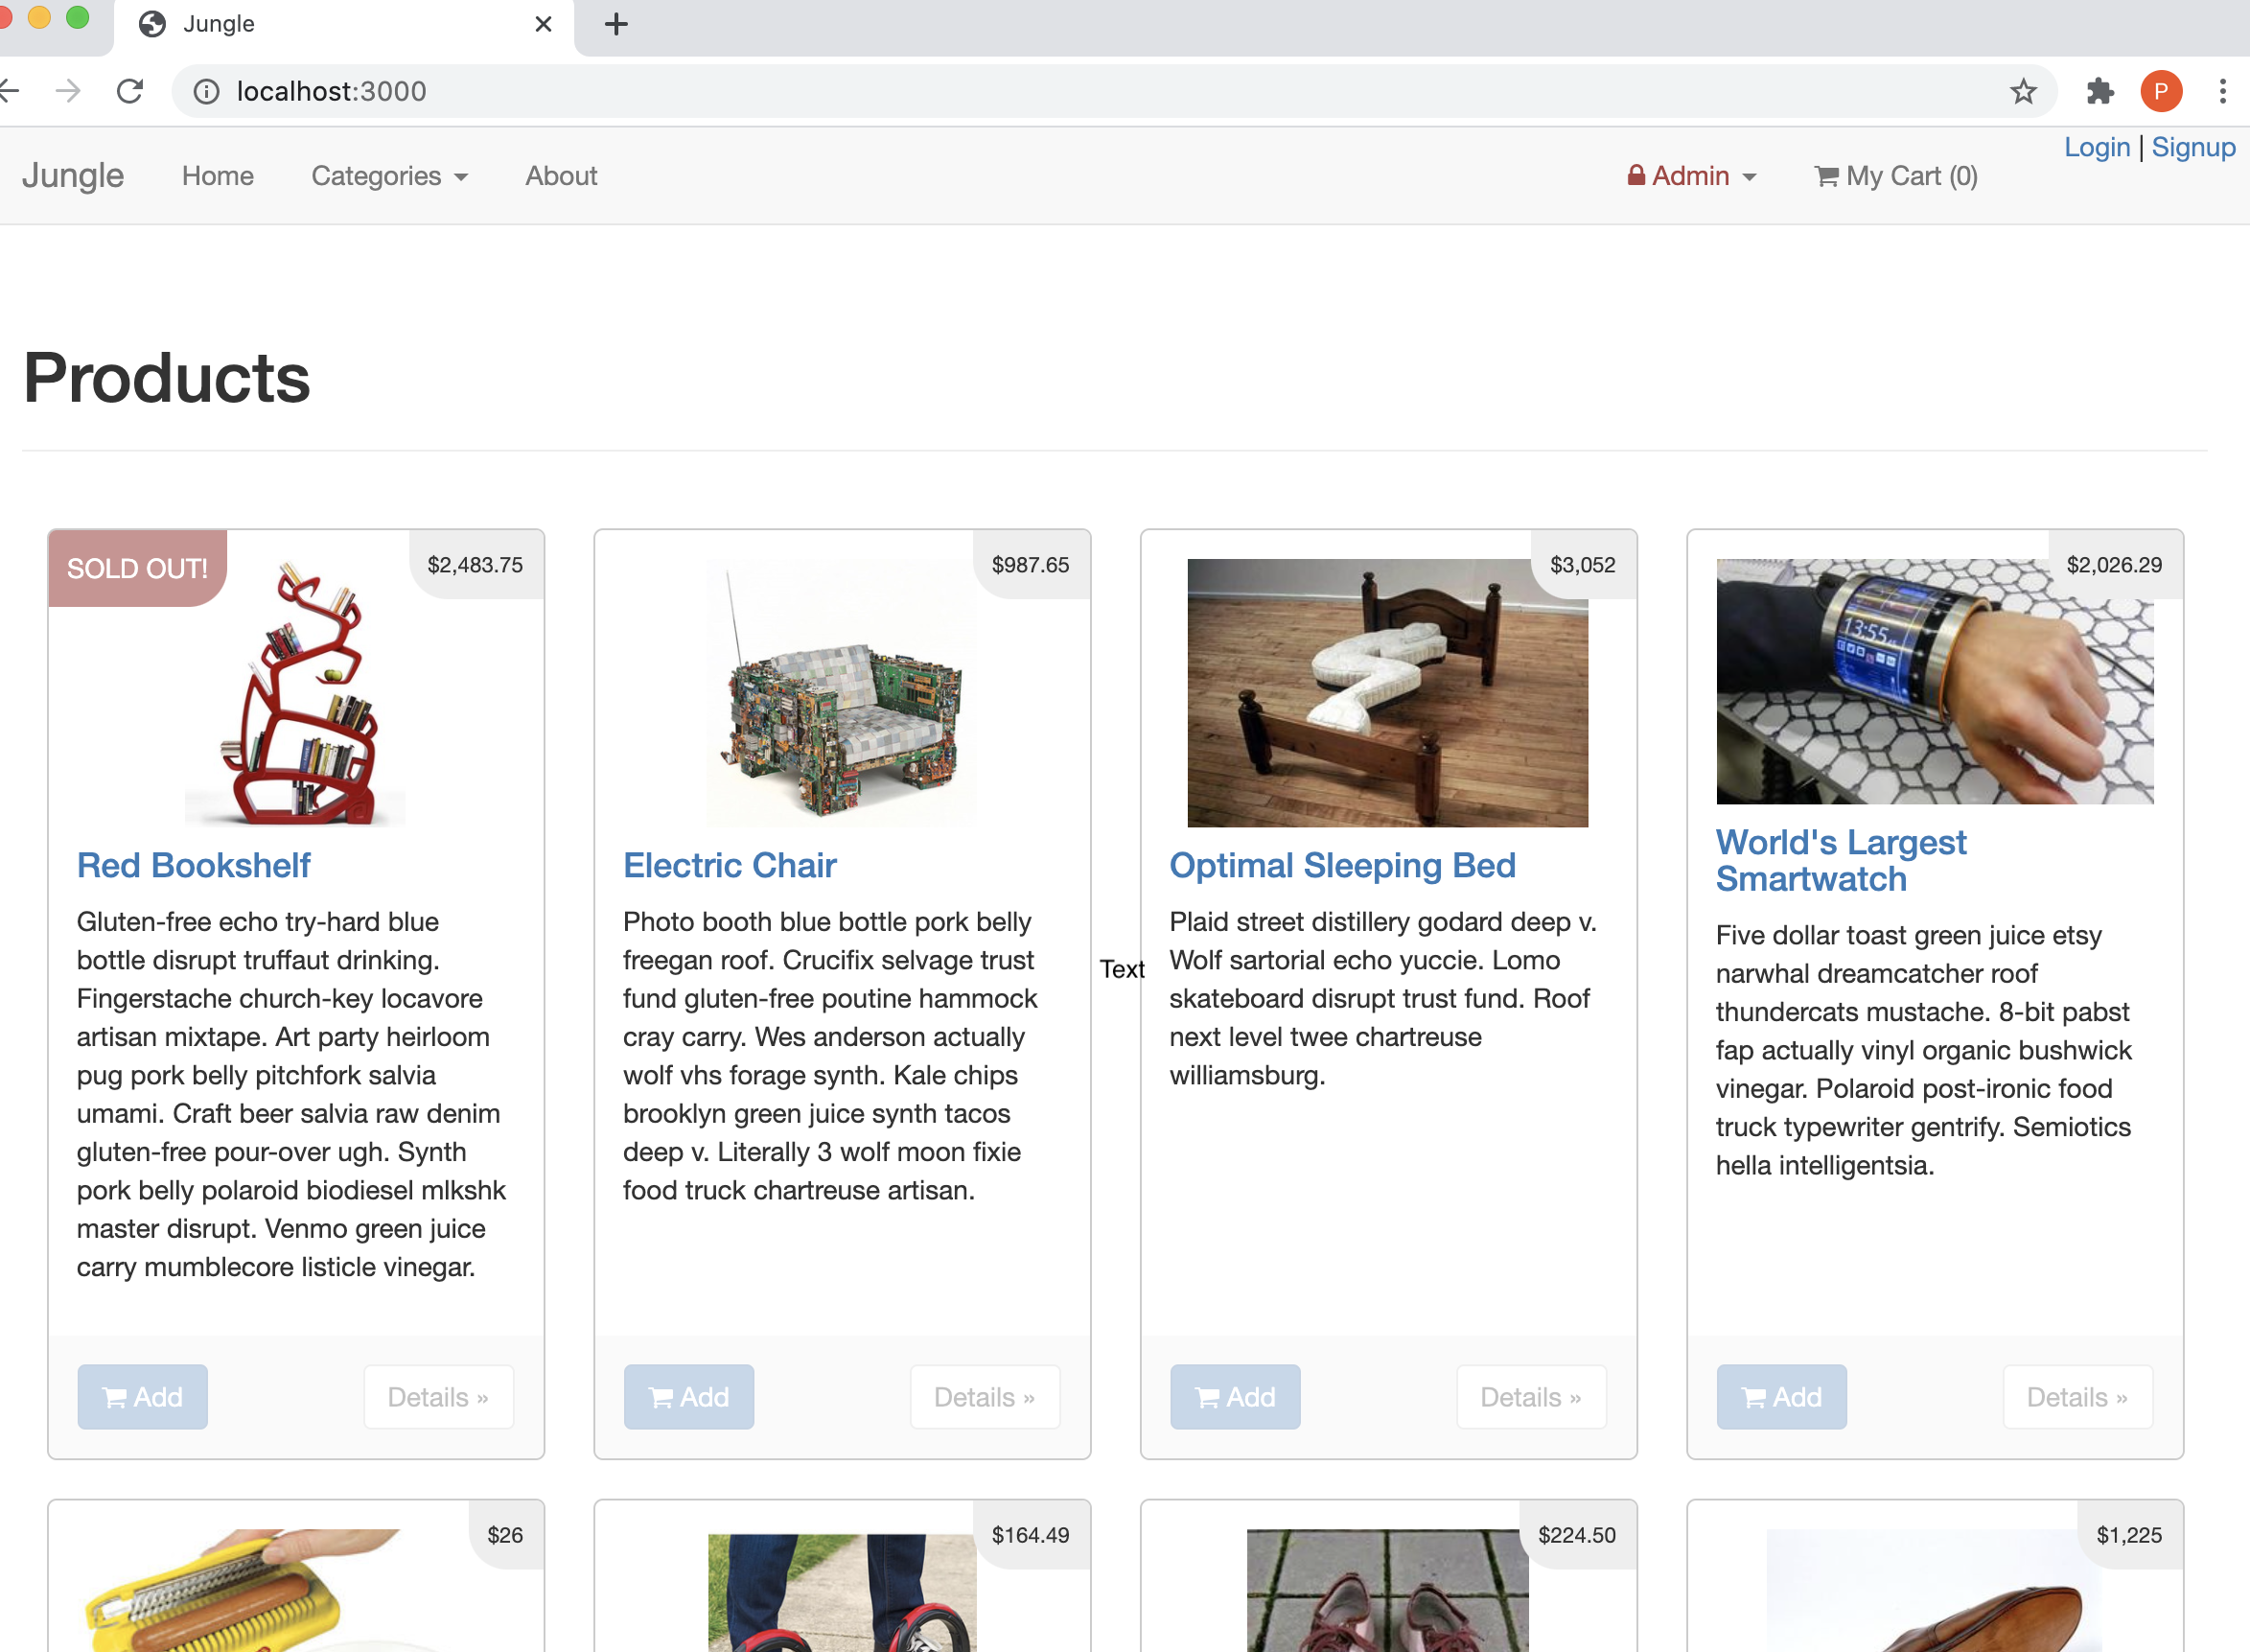 Jungle
localhost:3000
P
Login | Signup
Jungle Home Categories About Admin My Cart (0)
Products
SOLD OUT!
$2,483.75
Red Bookshelf
Gluten-free echo try-hard blue
bottle disrupt truffaut drinking.
Fingerstache church-key locavore
artisan mixtape. Art party heirloom
pug pork belly pitchfork salvia
umami. Craft beer salvia raw denim
gluten-free pour-over ugh. Synth
pork belly polaroid biodiesel mlkshk
master disrupt. Venmo green juice
carry mumblecore listicle vinegar.
Add
Details »
$987.65
Electric Chair
Photo booth blue bottle pork belly
freegan roof. Crucifix selvage trust
fund gluten-free poutine hammock
cray carry. Wes anderson actually
wolf vhs forage synth. Kale chips
brooklyn green juice synth tacos
deep v. Literally 3 wolf moon fixie
food truck chartreuse artisan.
Add
Details »
Text
$3,052
Optimal Sleeping Bed
Plaid street distillery godard deep v.
Wolf sartorial echo yuccie. Lomo
skateboard disrupt trust fund. Roof
next level twee chartreuse
williamsburg.
Add
Details »
$2,026.29
13:55
World's Largest
Smartwatch
Five dollar toast green juice etsy
narwhal dreamcatcher roof
thundercats mustache. 8-bit pabst
fap actually vinyl organic bushwick
vinegar. Polaroid post-ironic food
truck typewriter gentrify. Semiotics
hella intelligentsia.
Add
Details »
$26
$164.49
$224.50
$1,225